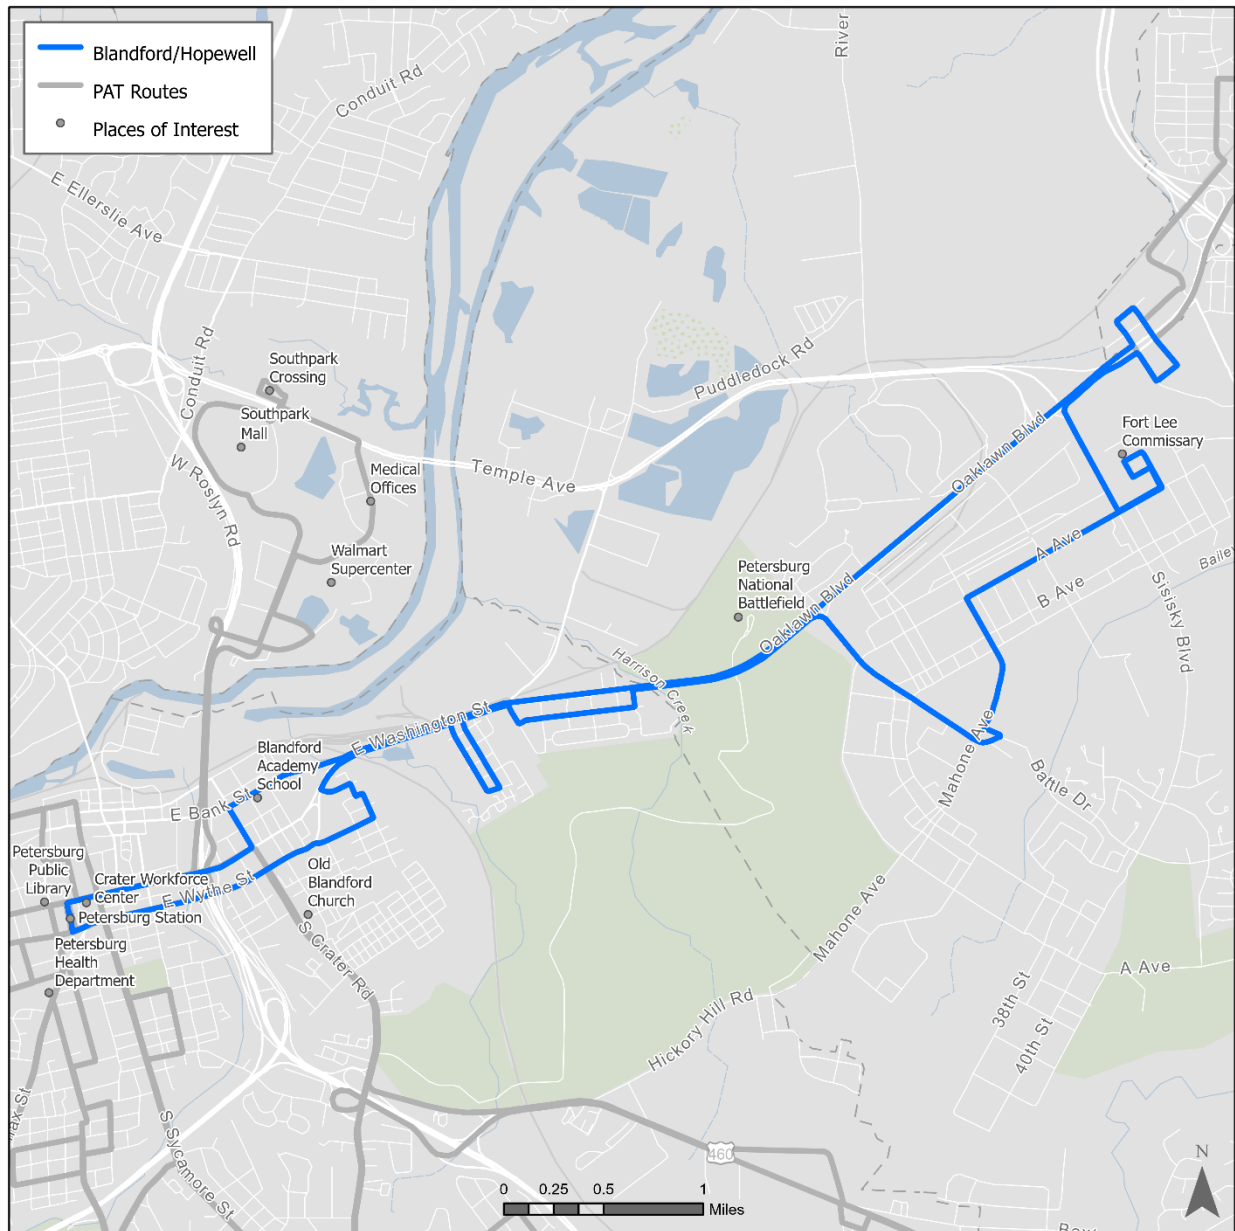 Blandford/Hopewell
PAT Routes
Places of Interest
Conduit Rd
River
E Ellerslie Ave
Conduit Rd
Southpark
Crossing
Southpark
Mall
W Roslyn Rd
Medical
Offices
Temple Ave
Puddledock Rd
Walmart
Supercenter
Oaklawn Blvd
Fort Lee
Commissary
A Ave
B Ave
Bailey
Sisisky Blvd
Petersburg
National
Battlefield
Oaklawn Blvd
Harrison Creek
E Washington St
Blandford
Academy
School
E Bank St
Mahone Ave
Battle Dr
Petersburg
Public
Library
Crater Workforce
Center
E Wythe St
Petersburg Station
Old
Blandford
Church
Petersburg
Health
Department
S Crater Rd
Mahone Ave
A Ave
Hickory Hill Rd
38th St
40th St
S Sycamore St
460
N
0 0.25 0.5 1
Miles